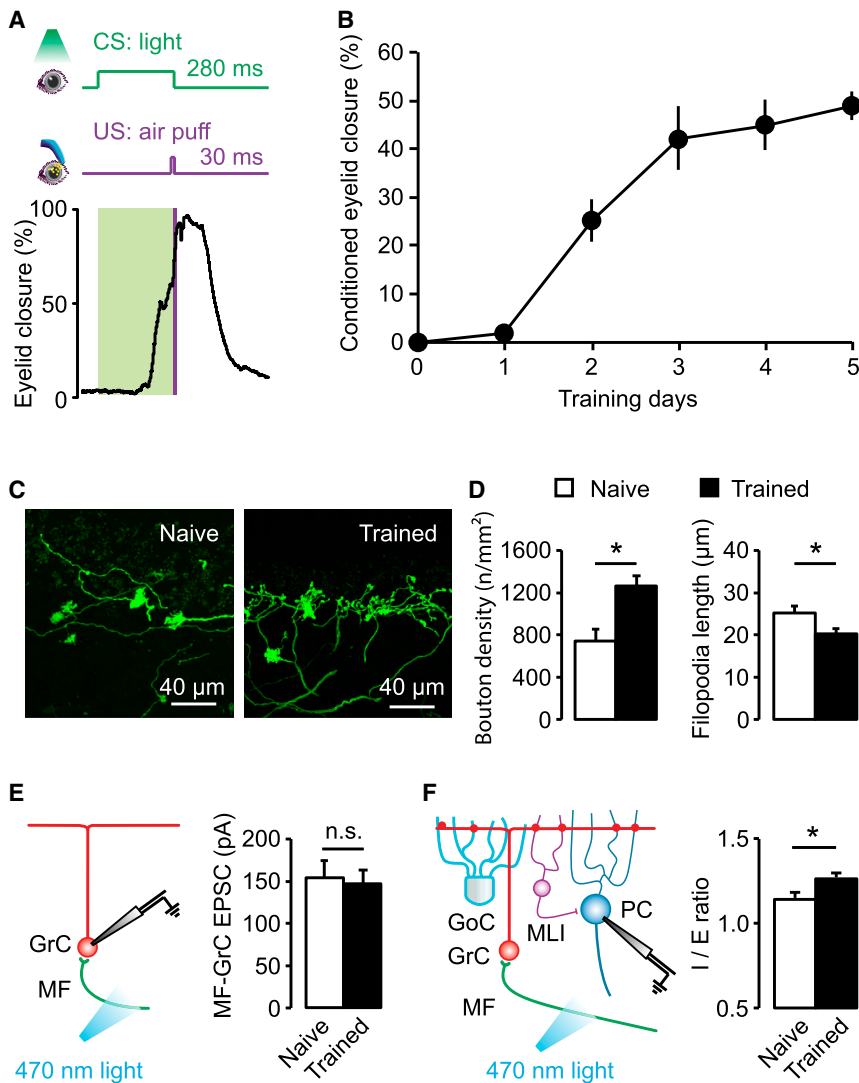 A
CS: light
280 ms
US: air puff
30 ms
Eyelid closure (%)
100
50
0
B
Conditioned eyelid closure (%)
60
50
40
30
20
10
0
0 1 2 3 4 5
Training days
C
Naive
40 µm
Trained
40 µm
D
Naive
Trained
Bouton density (n/mm²)
1600
1200
800
400
0
*
Filopodia length (µm)
40
30
20
10
0
*
E
GrC
MF
470 nm light
MF-GrC EPSC (pA)
200
150
100
50
0
n.s.
Naive
Trained
F
GoC
MLI
PC
GrC
MF
470 nm light
I / E ratio
1.5
1.0
0.5
*
Naive
Trained